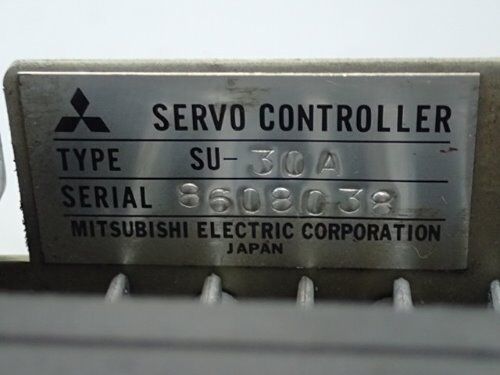 SERVO CONTROLLER
TYPE SU-30A
SERIAL 8608038
MITSUBISHI ELECTRIC CORPORATION
JAPAN